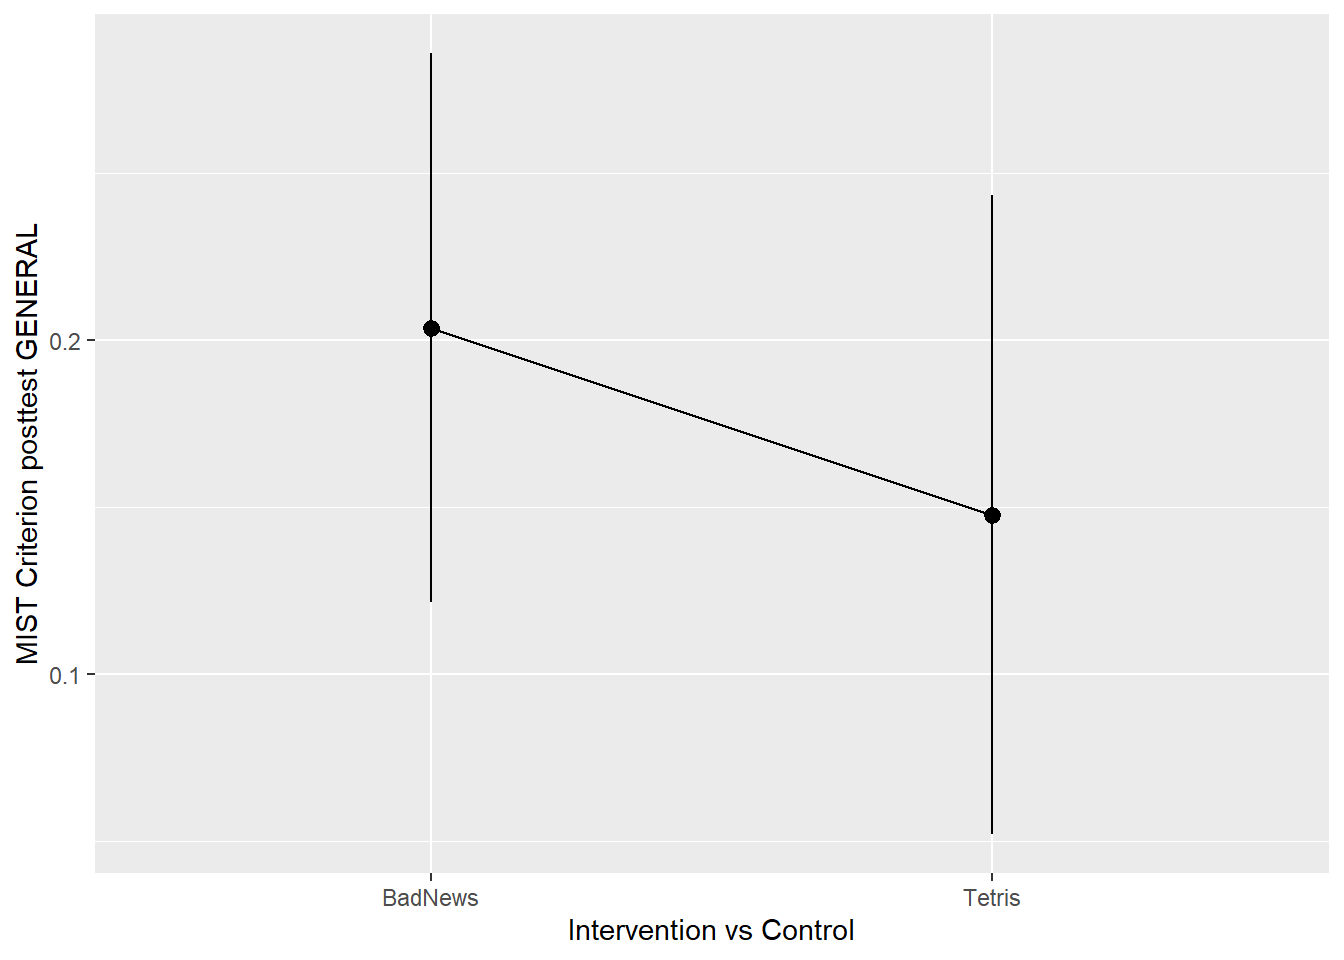 MIST Criterion posttest GENERAL
0.2
0.1
BadNews
Tetris
Intervention vs Control